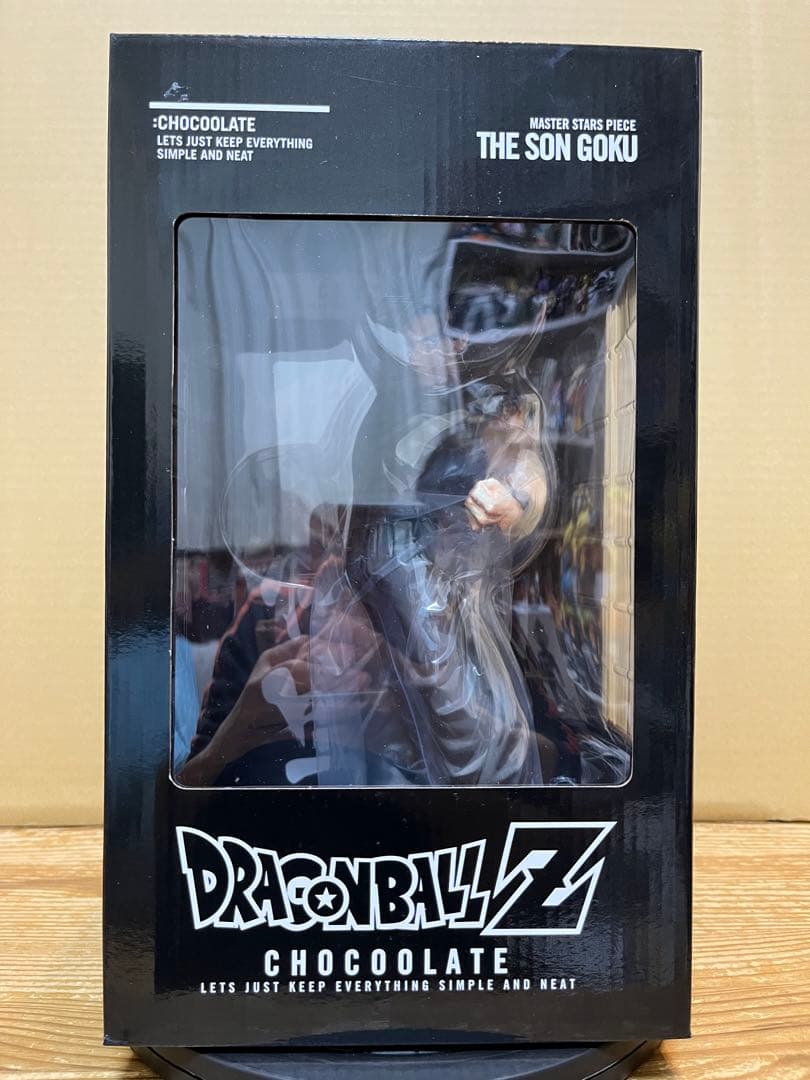 :CHOCOOLATE
LETS JUST KEEP EVERYTHING
SIMPLE AND NEAT
MASTER STARS PIECE
THE SON GOKU
DRAGONBALL Z
CHOCOOLATE
LETS JUST KEEP EVERYTHING SIMPLE AND NEAT